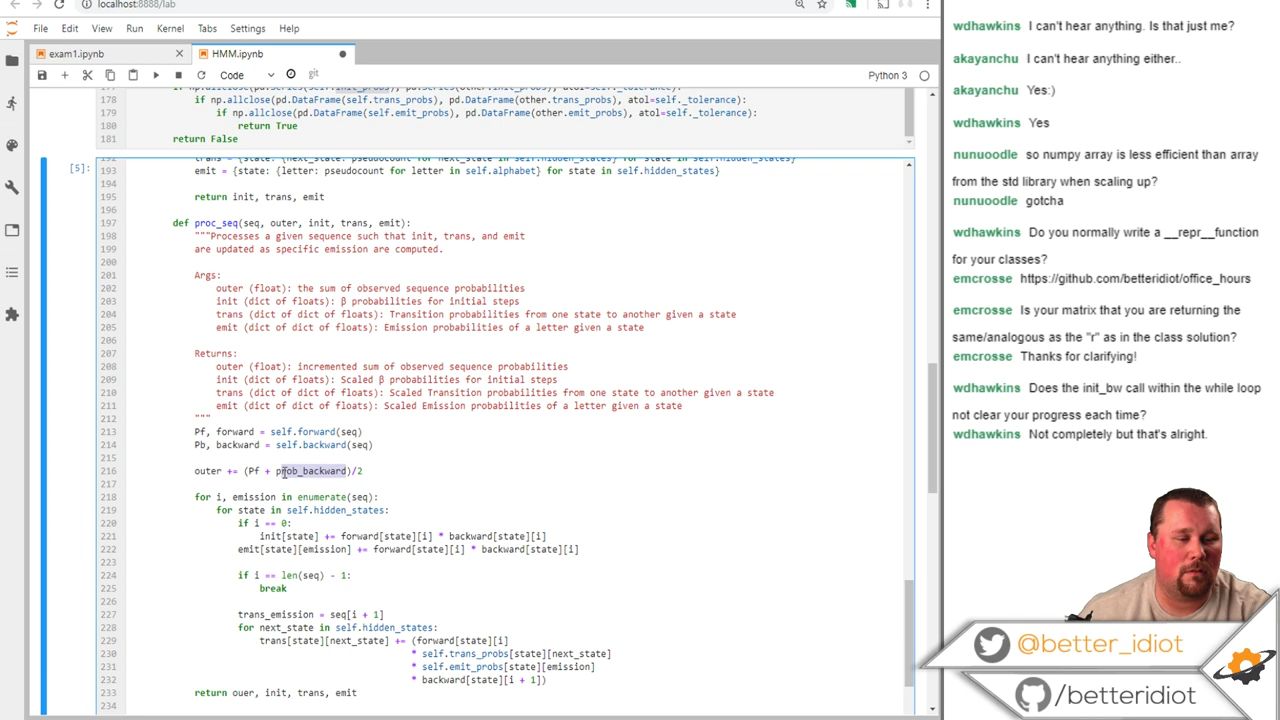 localhost:8888/lab
File Edit View Run Kernel Tabs Settings Help
exam1.ipynb
HMM.ipynb
Code
git
Python 3
178 if np.allclose(pd.DataFrame(self.trans_probs), pd.DataFrame(other.trans_probs), atol=self._tolerance):
179 if np.allclose(pd.DataFrame(self.emit_probs), pd.DataFrame(other.emit_probs), atol=self._tolerance):
180 return True
181 return False
[5]:
192 trans = {state: {next_state: pseudocount for next_state in self.hidden_states} for state in self.hidden_states}
193 emit = {state: {letter: pseudocount for letter in self.alphabet} for state in self.hidden_states}
194
195 return init, trans, emit
196
197 def proc_seq(seq, outer, init, trans, emit):
198 """Processes a given sequence such that init, trans, and emit
199 are updated as specific emission are computed.
200
201 Args:
202 outer (float): the sum of observed sequence probabilities
203 init (dict of floats): β probabilities for initial steps
204 trans (dict of dict of floats): Transition probabilities from one state to another given a state
205 emit (dict of dict of floats): Emission probabilities of a letter given a state
206
207 Returns:
208 outer (float): incremented sum of observed sequence probabilities
209 init (dict of floats): Scaled β probabilities for initial steps
210 trans (dict of dict of floats): Scaled Transition probabilities from one state to another given a state
211 emit (dict of dict of floats): Scaled Emission probabilities of a letter given a state
212 """
213 Pf, forward = self.forward(seq)
214 Pb, backward = self.backward(seq)
215
216 outer += (Pf + prob_backward)/2
217
218 for i, emission in enumerate(seq):
219 for state in self.hidden_states:
220 if i == 0:
221 init[state] += forward[state][i] * backward[state][i]
222 emit[state][emission] += forward[state][i] * backward[state][i]
223
224 if i == len(seq) - 1:
225 break
226
227 trans_emission = seq[i + 1]
228 for next_state in self.hidden_states:
229 trans[state][next_state] += (forward[state][i]
230 * self.trans_probs[state][next_state]
231 * self.emit_probs[state][emission]
232 * backward[state][i + 1])
233 return ouer, init, trans, emit
234
wdhawkins I can't hear anything. Is that just me?
akayanchu I can't hear anything either..
akayanchu Yes:)
wdhawkins Yes
nunuoodle so numpy array is less efficient than array
from the std library when scaling up?
nunuoodle gotcha
wdhawkins Do you normally write a __repr__function
for your classes?
emcrosse https://github.com/betteridiot/office_hours
emcrosse Is your matrix that you are returning the
same/analogous as the "r" as in the class solution?
emcrosse Thanks for clarifying!
wdhawkins Does the init_bw call within the while loop
not clear your progress each time?
wdhawkins Not completely but that's alright.
@better_idiot
/betteridiot